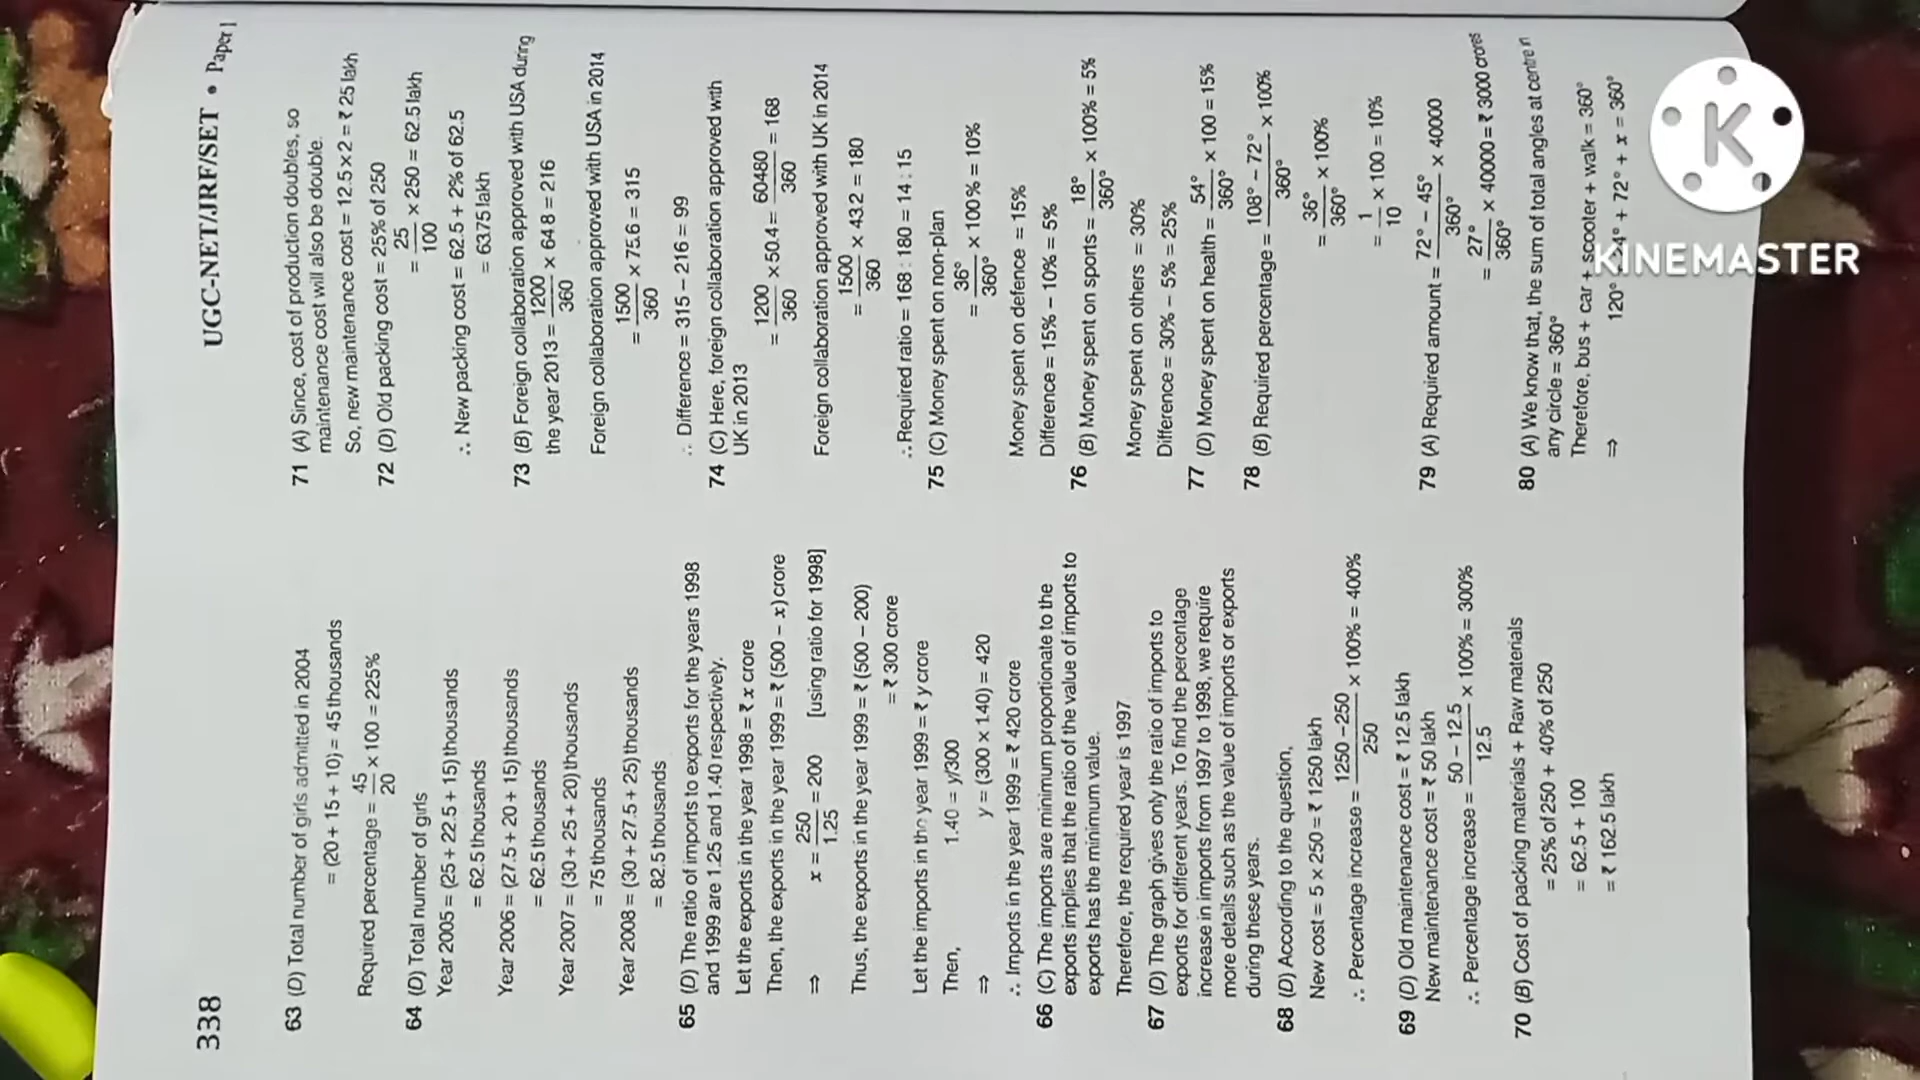 338
UGC-NET/JRF/SET • Paper I
63 (D) Total number of girls admitted in 2004
= (20 + 15 + 10) = 45 thousands
Required percentage = 45/20 × 100 = 225%
64 (D) Total number of girls
Year 2005 = (25 + 22.5 + 15) thousands
= 62.5 thousands
Year 2006 = (27.5 + 20 + 15) thousands
= 62.5 thousands
Year 2007 = (30 + 25 + 20) thousands
= 75 thousands
Year 2008 = (30 + 27.5 + 25) thousands
= 82.5 thousands
65 (D) The ratio of imports to exports for the years 1998
and 1999 are 1.25 and 1.40 respectively.
Let the exports in the year 1998 = ₹ x crore
Then, the exports in the year 1999 = ₹ (500 − x) crore
⇒ x = 250/1.25 = 200 [using ratio for 1998]
Thus, the exports in the year 1999 = ₹ (500 − 200)
= ₹ 300 crore
Let the imports in the year 1999 = ₹ y crore
Then, 1.40 = y/300
⇒ y = (300 × 1.40) = 420
∴ Imports in the year 1999 = ₹ 420 crore
66 (C) The imports are minimum proportionate to the
exports implies that the ratio of the value of imports to
exports has the minimum value.
Therefore, the required year is 1997
67 (D) The graph gives only the ratio of imports to
exports for different years. To find the percentage
increase in imports from 1997 to 1998, we require
more details such as the value of imports or exports
during these years.
68 (D) According to the question,
New cost = 5 × 250 = ₹ 1250 lakh
∴ Percentage increase = 1250 − 250/250 × 100% = 400%
69 (D) Old maintenance cost = ₹ 12.5 lakh
New maintenance cost = ₹ 50 lakh
∴ Percentage increase = 50 − 12.5/12.5 × 100% = 300%
70 (B) Cost of packing materials + Raw materials
= 25% of 250 + 40% of 250
= 62.5 + 100
= ₹ 162.5 lakh
71 (A) Since, cost of production doubles, so
maintenance cost will also be double.
So, new maintenance cost = 12.5 × 2 = ₹ 25 lakh
72 (D) Old packing cost = 25% of 250
= 25/100 × 250 = 62.5 lakh
∴ New packing cost = 62.5 + 2% of 62.5
= 63.75 lakh
73 (B) Foreign collaboration approved with USA during
the year 2013 = 1200/360 × 64.8 = 216
Foreign collaboration approved with USA in 2014
= 1500/360 × 75.6 = 315
∴ Difference = 315 − 216 = 99
74 (C) Here, foreign collaboration approved with
UK in 2013
= 1200/360 × 50.4 = 60480/360 = 168
Foreign collaboration approved with UK in 2014
= 1500/360 × 43.2 = 180
∴ Required ratio = 168 : 180 = 14 : 15
75 (C) Money spent on non-plan
= 36°/360° × 100% = 10%
Money spent on defence = 15%
Difference = 15% − 10% = 5%
76 (B) Money spent on sports = 18°/360° × 100% = 5%
Money spent on others = 30%
Difference = 30% − 5% = 25%
77 (D) Money spent on health = 54°/360° × 100 = 15%
78 (B) Required percentage = 108° − 72°/360° × 100%
= 36°/360° × 100%
= 1/10 × 100 = 10%
79 (A) Required amount = 72° − 45°/360° × 40000
= 27°/360° × 40000 = ₹ 3000 crores
80 (A) We know that, the sum of total angles at centre in
any circle = 360°
Therefore, bus + car + scooter + walk = 360°
⇒ 120° + 4° + 72° + x = 360°
K
KINEMASTER